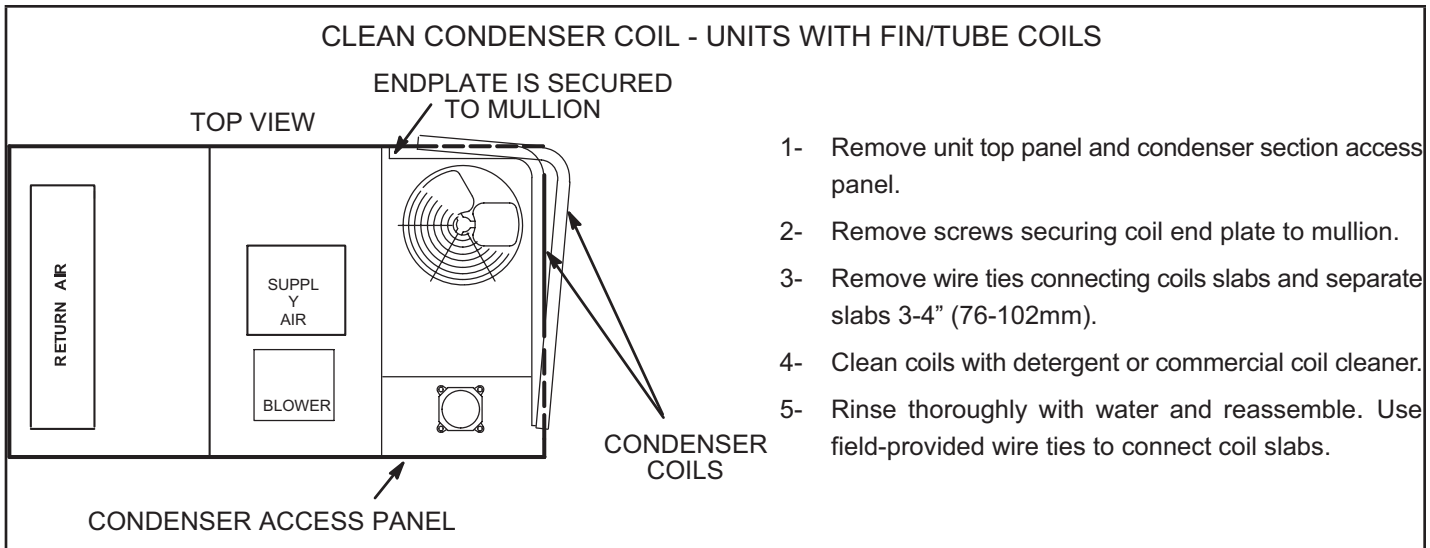 CLEAN CONDENSER COIL - UNITS WITH FIN/TUBE COILS
ENDPLATE IS SECURED
TO MULLION
TOP VIEW
RETURN AIR
SUPPL
Y
AIR
BLOWER
CONDENSER
COILS
CONDENSER ACCESS PANEL
1- Remove unit top panel and condenser section access
panel.
2- Remove screws securing coil end plate to mullion.
3- Remove wire ties connecting coils slabs and separate
slabs 3-4” (76-102mm).
4- Clean coils with detergent or commercial coil cleaner.
5- Rinse thoroughly with water and reassemble. Use
field-provided wire ties to connect coil slabs.